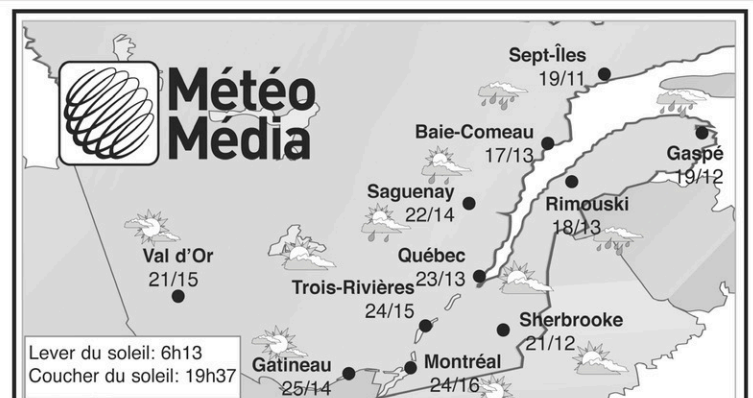 Météo
Média
Sept-Îles
19/11
Baie-Comeau
17/13
Gaspé
19/12
Saguenay
22/14
Rimouski
18/13
Val d'Or
21/15
Québec
23/13
Trois-Rivières
24/15
Sherbrooke
21/12
Lever du soleil: 6h13
Coucher du soleil: 19h37
Gatineau
25/14
Montréal
24/16